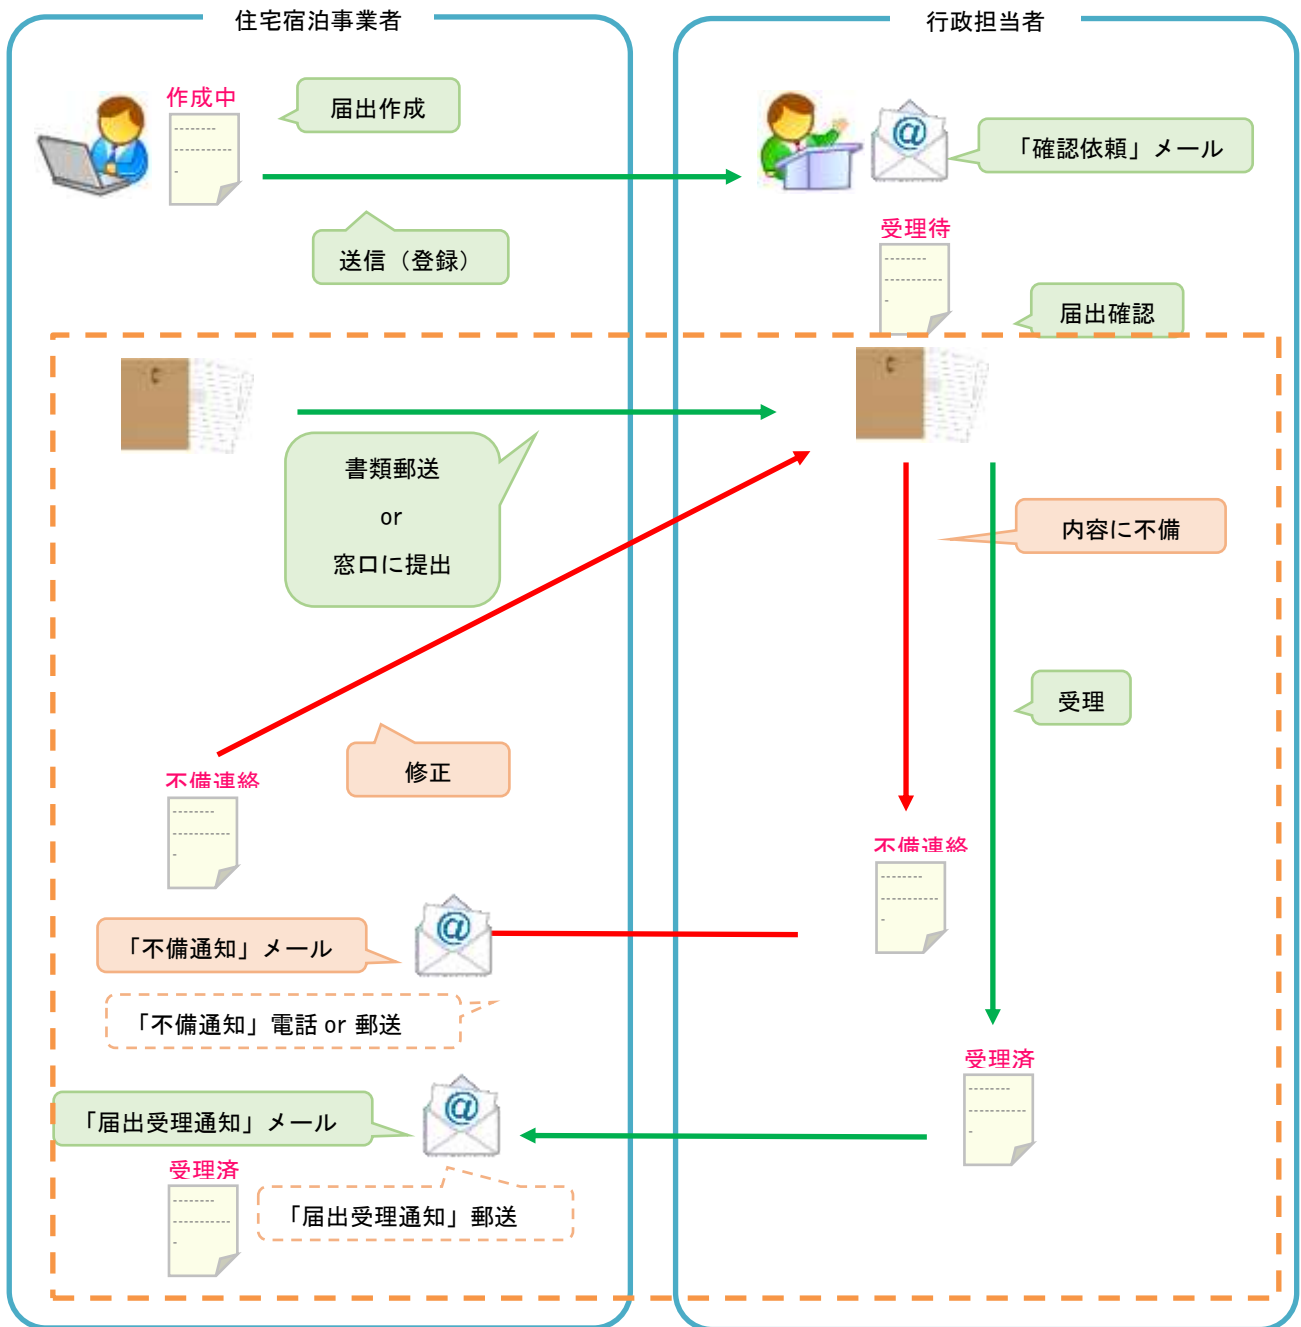 住宅宿泊事業者
行政担当者
作成中
届出作成
「確認依頼」メール
送信（登録）
受理待
届出確認
書類郵送
or
窓口に提出
内容に不備
受理
修正
不備連絡
不備連絡
「不備通知」メール
「不備通知」電話 or 郵送
受理済
「届出受理通知」メール
受理済
「届出受理通知」郵送